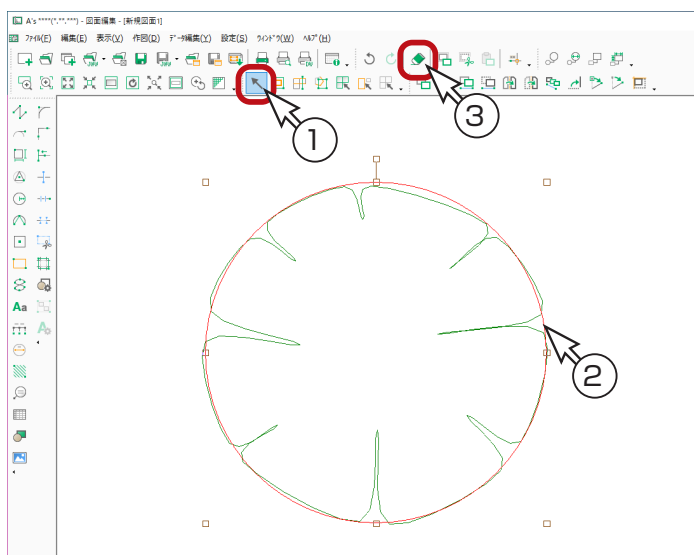 A's ****(*.**.***) - 図面編集 - [新規図面1]
ファイル(F) 編集(E) 表示(V) 作図(D) データ編集(Y) 設定(S) ウィンドウ(W) ヘルプ(H)
1
3
2
Aa